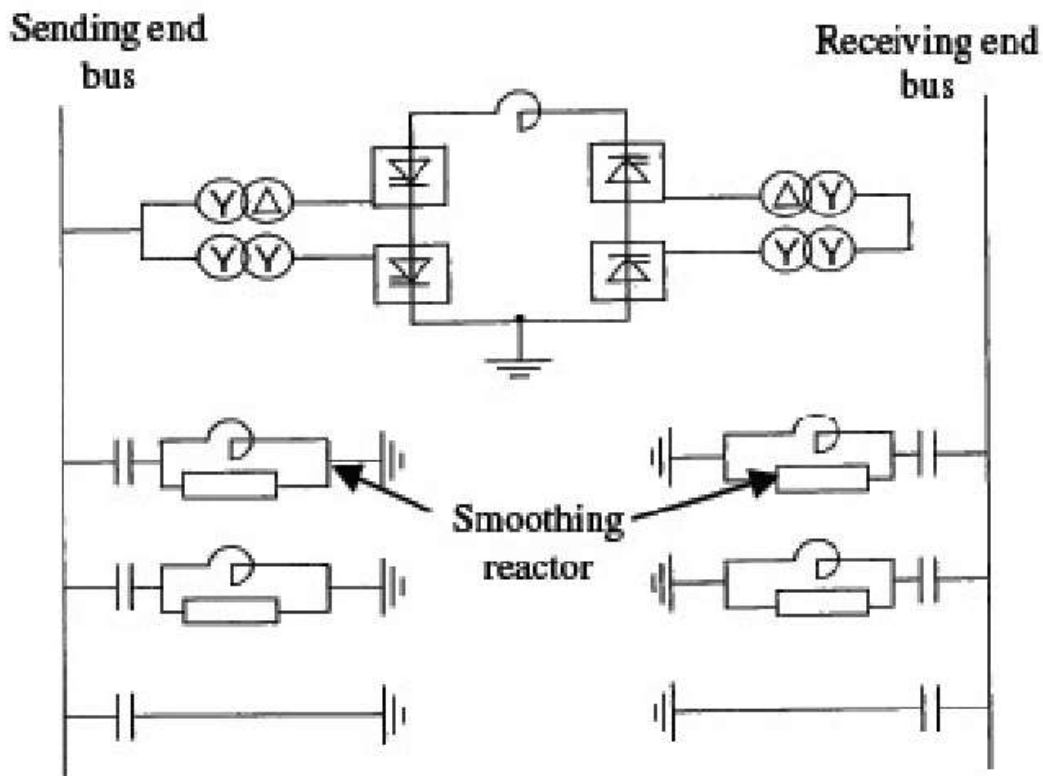 Sending end
bus
Receiving end
bus
Y Δ
Y Y
Δ Y
Y Y
Smoothing
reactor